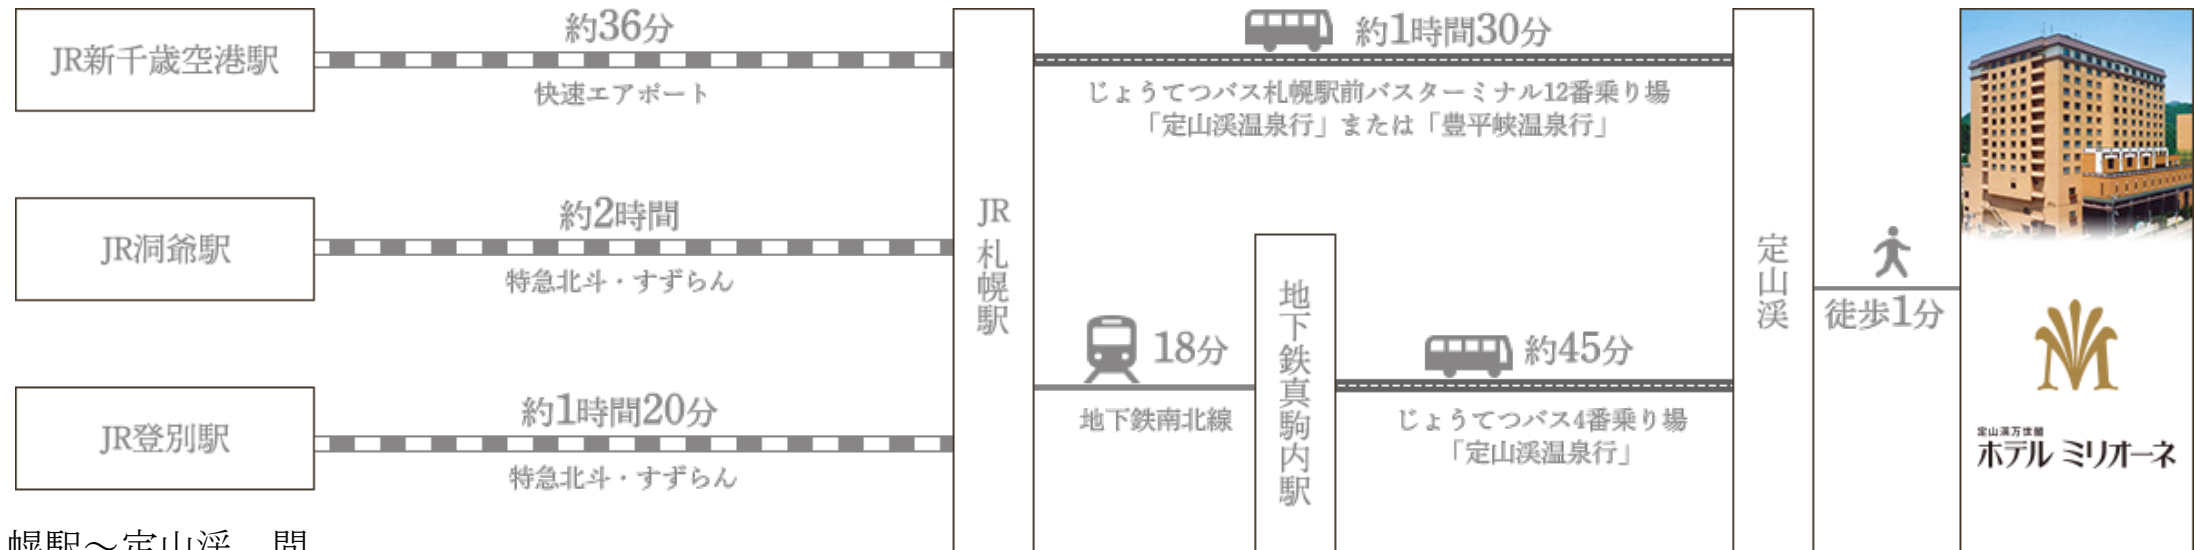 JR新千歳空港駅
約36分
快速エアポート
JR洞爺駅
約2時間
特急北斗・すずらん
JR登別駅
約1時間20分
特急北斗・すずらん
JR札幌駅
約1時間30分
じょうてつバス札幌駅前バスターミナル12番乗り場
「定山渓温泉行」または「豊平峡温泉行」
18分
地下鉄南北線
地下鉄真駒内駅
約45分
じょうてつバス4番乗り場
「定山渓温泉行」
定山渓
徒歩1分
定山渓万世閣
ホテル ミリオーネ
幌駅～定山渓 間